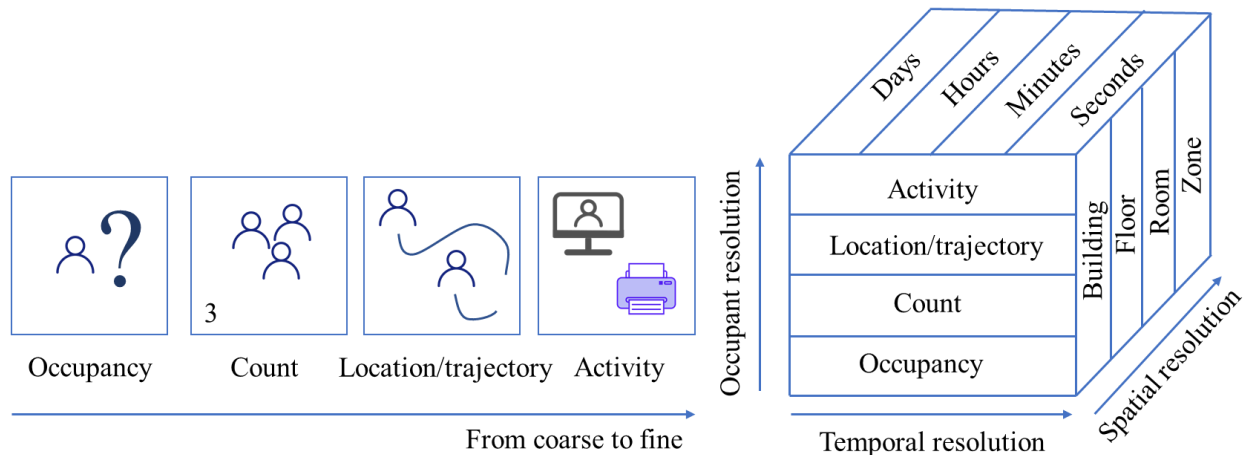 ?
3
Occupancy
Count
Location/trajectory
Activity
From coarse to fine
Occupant resolution
Days
Hours
Minutes
Seconds
Activity
Location/trajectory
Count
Occupancy
Building
Floor
Room
Zone
Temporal resolution
Spatial resolution